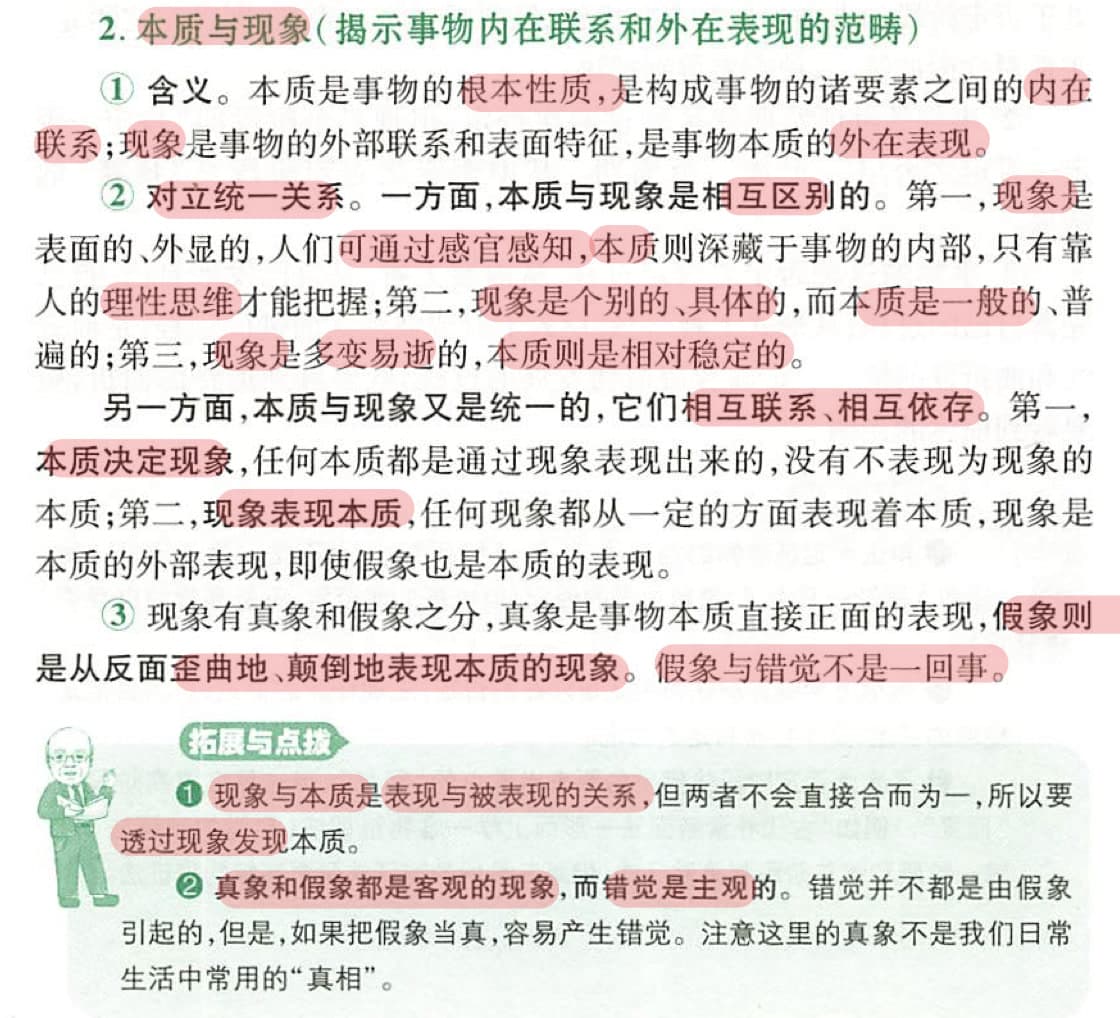 2. 本质与现象(揭示事物内在联系和外在表现的范畴)
① 含义。本质是事物的根本性质,是构成事物的诸要素之间的内在
联系;现象是事物的外部联系和表面特征,是事物本质的外在表现。
② 对立统一关系。一方面,本质与现象是相互区别的。第一,现象是
表面的、外显的,人们可通过感官感知,本质则深藏于事物的内部,只有靠
人的理性思维才能把握;第二,现象是个别的、具体的,而本质是一般的、普
遍的;第三,现象是多变易逝的,本质则是相对稳定的。
另一方面,本质与现象又是统一的,它们相互联系、相互依存。第一,
本质决定现象,任何本质都是通过现象表现出来的,没有不表现为现象的
本质;第二,现象表现本质,任何现象都从一定的方面表现着本质,现象是
本质的外部表现,即使假象也是本质的表现。
③ 现象有真象和假象之分,真象是事物本质直接正面的表现,假象则
是从反面歪曲地、颠倒地表现本质的现象。假象与错觉不是一回事。
拓展与点拨
❶ 现象与本质是表现与被表现的关系,但两者不会直接合而为一,所以要
透过现象发现本质。
❷ 真象和假象都是客观的现象,而错觉是主观的。错觉并不都是由假象
引起的,但是,如果把假象当真,容易产生错觉。注意这里的真象不是我们日常
生活中常用的“真相”。